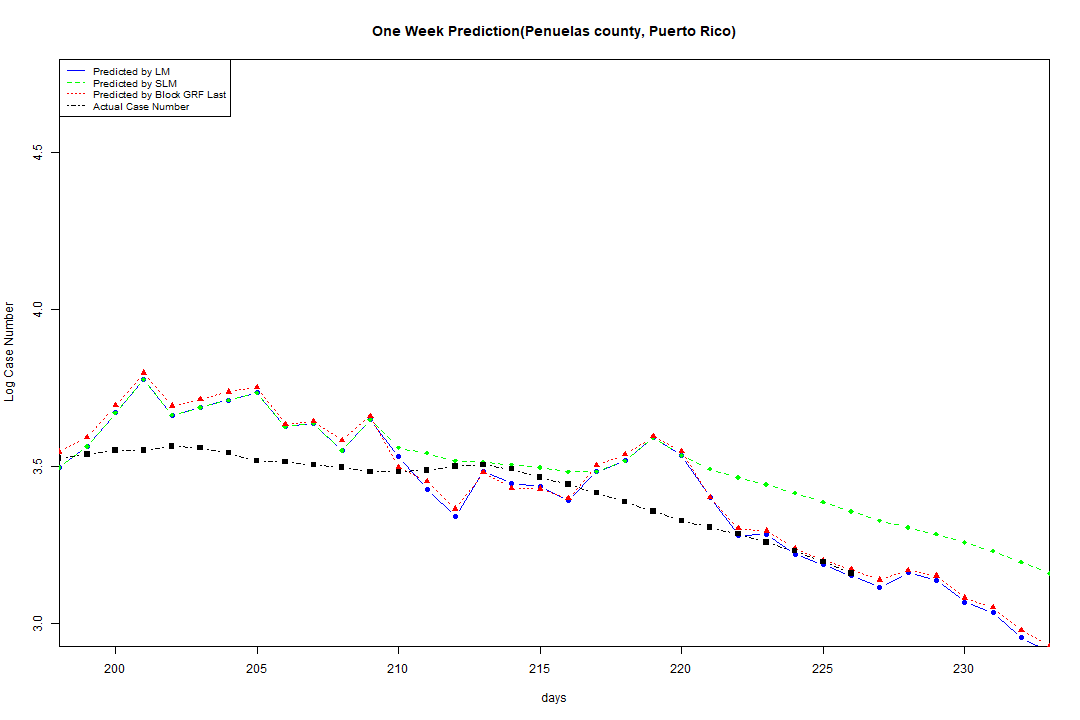 One Week Prediction(Penuelas county, Puerto Rico)
Predicted by LM
Predicted by SLM
Predicted by Block GRF Last
Actual Case Number
4.5
4.0
3.5
3.0
Log Case Number
200 205 210 215 220 225 230
days